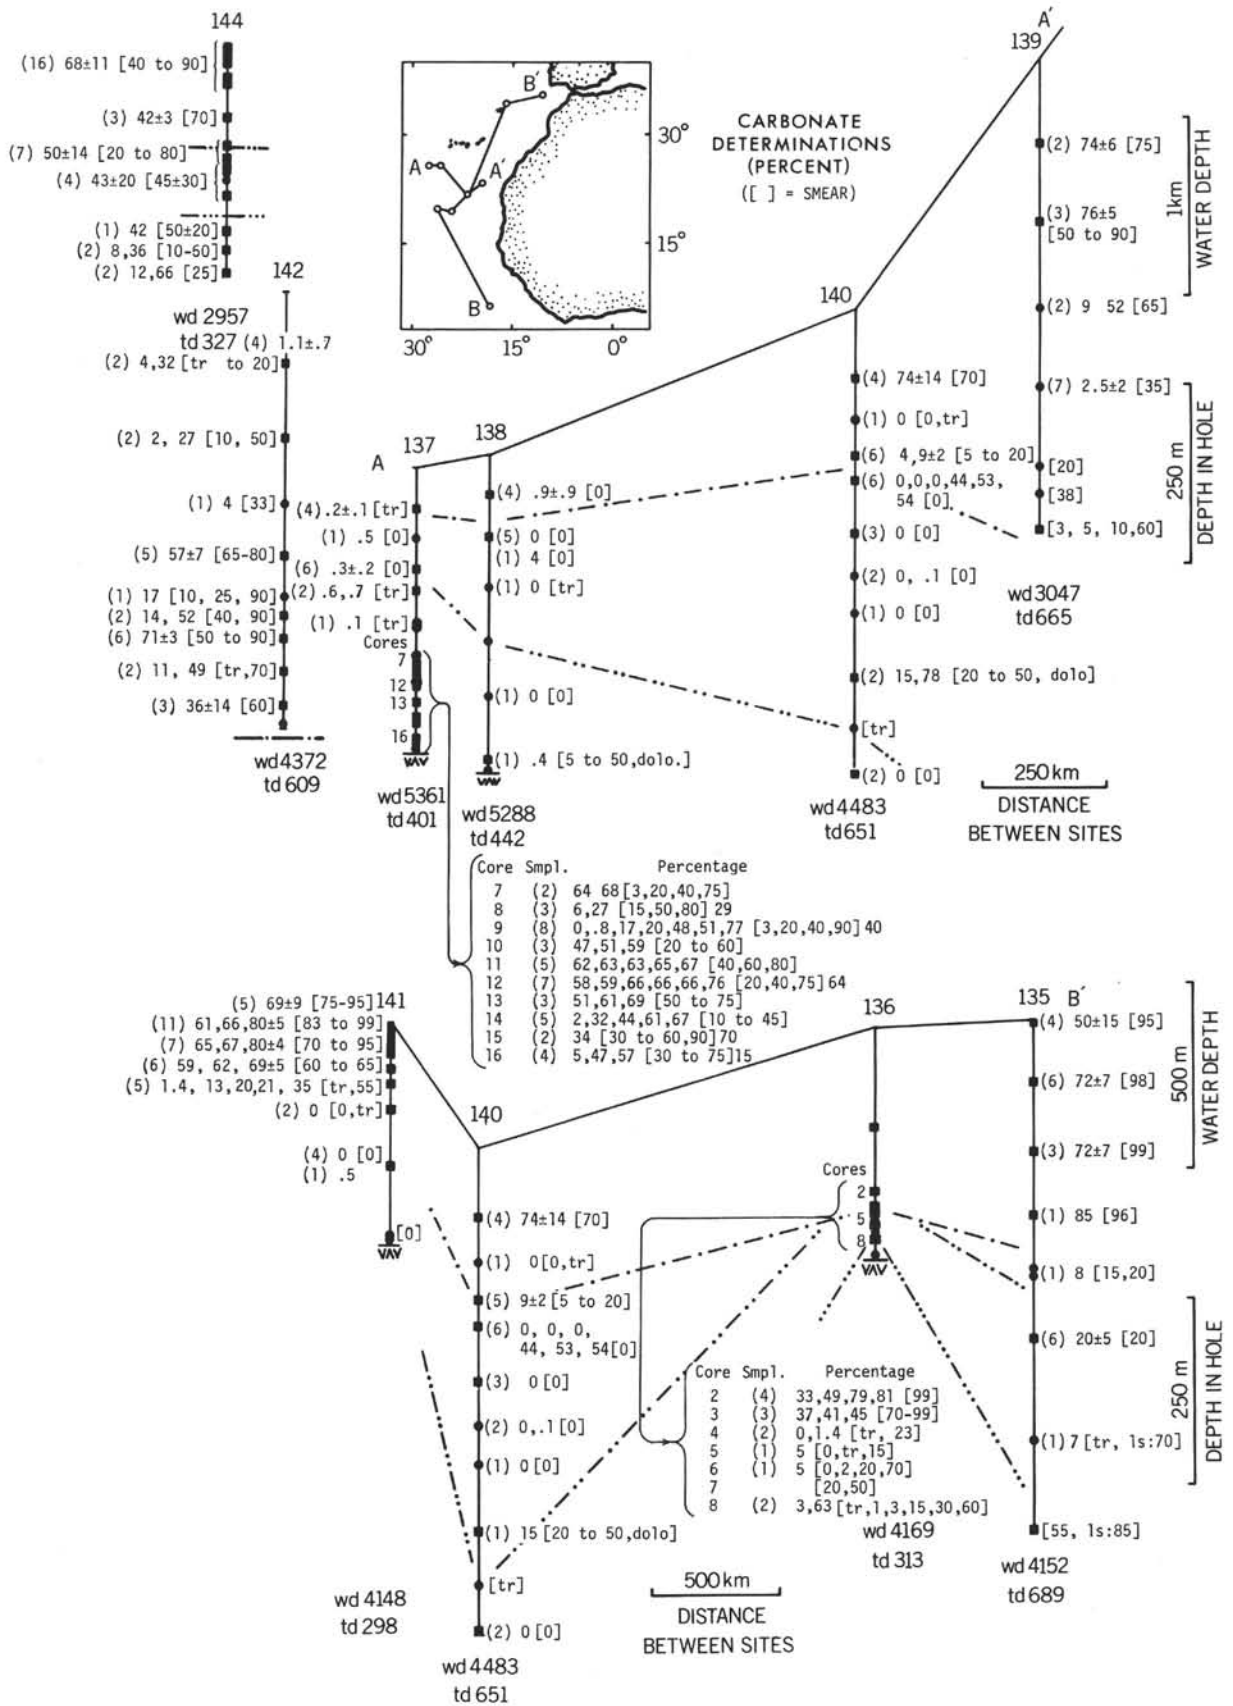 144
(16) 68±11 [40 to 90]
(3) 42±3 [70]
(7) 50±14 [20 to 80]
(4) 43±20 [45±30]
(1) 42 [50±20]
(2) 8,36 [10-60]
(2) 12,66 [25]
wd 2957
td 327
142
(4) 1.1±.7
(2) 4,32 [tr to 20]
(2) 2, 27 [10, 50]
(1) 4 [33]
(5) 57±7 [65-80]
(1) 17 [10, 25, 90]
(2) 14, 52 [40, 90]
(6) 71±3 [50 to 90]
(2) 11, 49 [tr,70]
(3) 36±14 [60]
wd4372
td609
B'
A
A'
B
30°
15°
30°
15°
0°
CARBONATE
DETERMINATIONS
(PERCENT)
([ ] = SMEAR)
A
137
(4).2±.1[tr]
(1) .5 [0]
(6) .3±.2 [0]
(2).6,.7 [tr]
(1) .1 [tr]
Cores
7
12
13
16
wd5361
td401
138
(4) .9±.9 [0]
(5) 0 [0]
(1) 4 [0]
(1) 0 [tr]
(1) 0 [0]
(1) .4 [5 to 50,dolo.]
wd5288
td442
140
(4) 74±14 [70]
(1) 0 [0,tr]
(6) 4,9±2 [5 to 20]
(6) 0,0,0,44,53,
54 [0]
(3) 0 [0]
(2) 0, .1 [0]
(1) 0 [0]
(2) 15,78 [20 to 50, dolo]
[tr]
(2) 0 [0]
wd4483
td651
A'
139
(2) 74±6 [75]
(3) 76±5
[50 to 90]
(2) 9 52 [65]
(7) 2.5±2 [35]
[20]
[38]
[3, 5, 10,60]
wd3047
td665
1km
WATER DEPTH
250 m
DEPTH IN HOLE
250km
DISTANCE
BETWEEN SITES
Core Smpl. Percentage
7 (2) 64 68[3,20,40,75]
8 (3) 6,27 [15,50,80] 29
9 (8) 0,.8,17,20,48,51,77 [3,20,40,90]40
10 (3) 47,51,59 [20 to 60]
11 (5) 62,63,63,65,67 [40,60,80]
12 (7) 58,59,66,66,66,76 [20,40,75]64
13 (3) 51,61,69 [50 to 75]
14 (5) 2,32,44,61,67 [10 to 45]
15 (2) 34 [30 to 60,90]70
16 (4) 5,47,57 [30 to 75]15
141
(5) 69±9 [75-95]
(11) 61,66,80±5 [83 to 99]
(7) 65,67,80±4 [70 to 95]
(6) 59, 62, 69±5 [60 to 65]
(5) 1.4, 13,20,21, 35 [tr,55]
(2) 0 [0,tr]
(4) 0 [0]
(1) .5
[0]
wd 4148
td 298
140
(4) 74±14 [70]
(1) 0[0,tr]
(5) 9±2[5 to 20]
(6) 0, 0, 0,
44, 53, 54[0]
(3) 0[0]
(2) 0,.1[0]
(1) 0[0]
(1) 15[20 to 50,dolo]
[tr]
(2) 0[0]
wd 4483
td 651
136
Cores
2
5
8
Core Smpl. Percentage
2 (4) 33,49,79,81 [99]
3 (3) 37,41,45 [70-99]
4 (2) 0,1.4 [tr, 23]
5 (1) 5 [0,tr,15]
6 (1) 5 [0,2,20,70]
7 [20,50]
8 (2) 3,63[tr,1,3,15,30,60]
wd 4169
td 313
135 B'
(4) 50±15 [95]
(6) 72±7 [98]
(3) 72±7 [99]
(1) 85 [96]
(1) 8 [15,20]
(6) 20±5 [20]
(1)7[tr, ls:70]
[55, ls:85]
wd 4152
td 689
500 m
WATER DEPTH
250 m
DEPTH IN HOLE
500km
DISTANCE
BETWEEN SITES